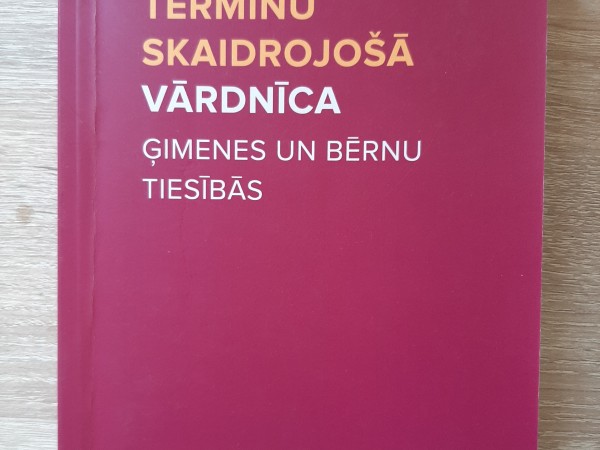 TERMINU
SKAIDROJOŠĀ
VĀRDNĪCA
ĢIMENES UN BĒRNU
TIESĪBĀS